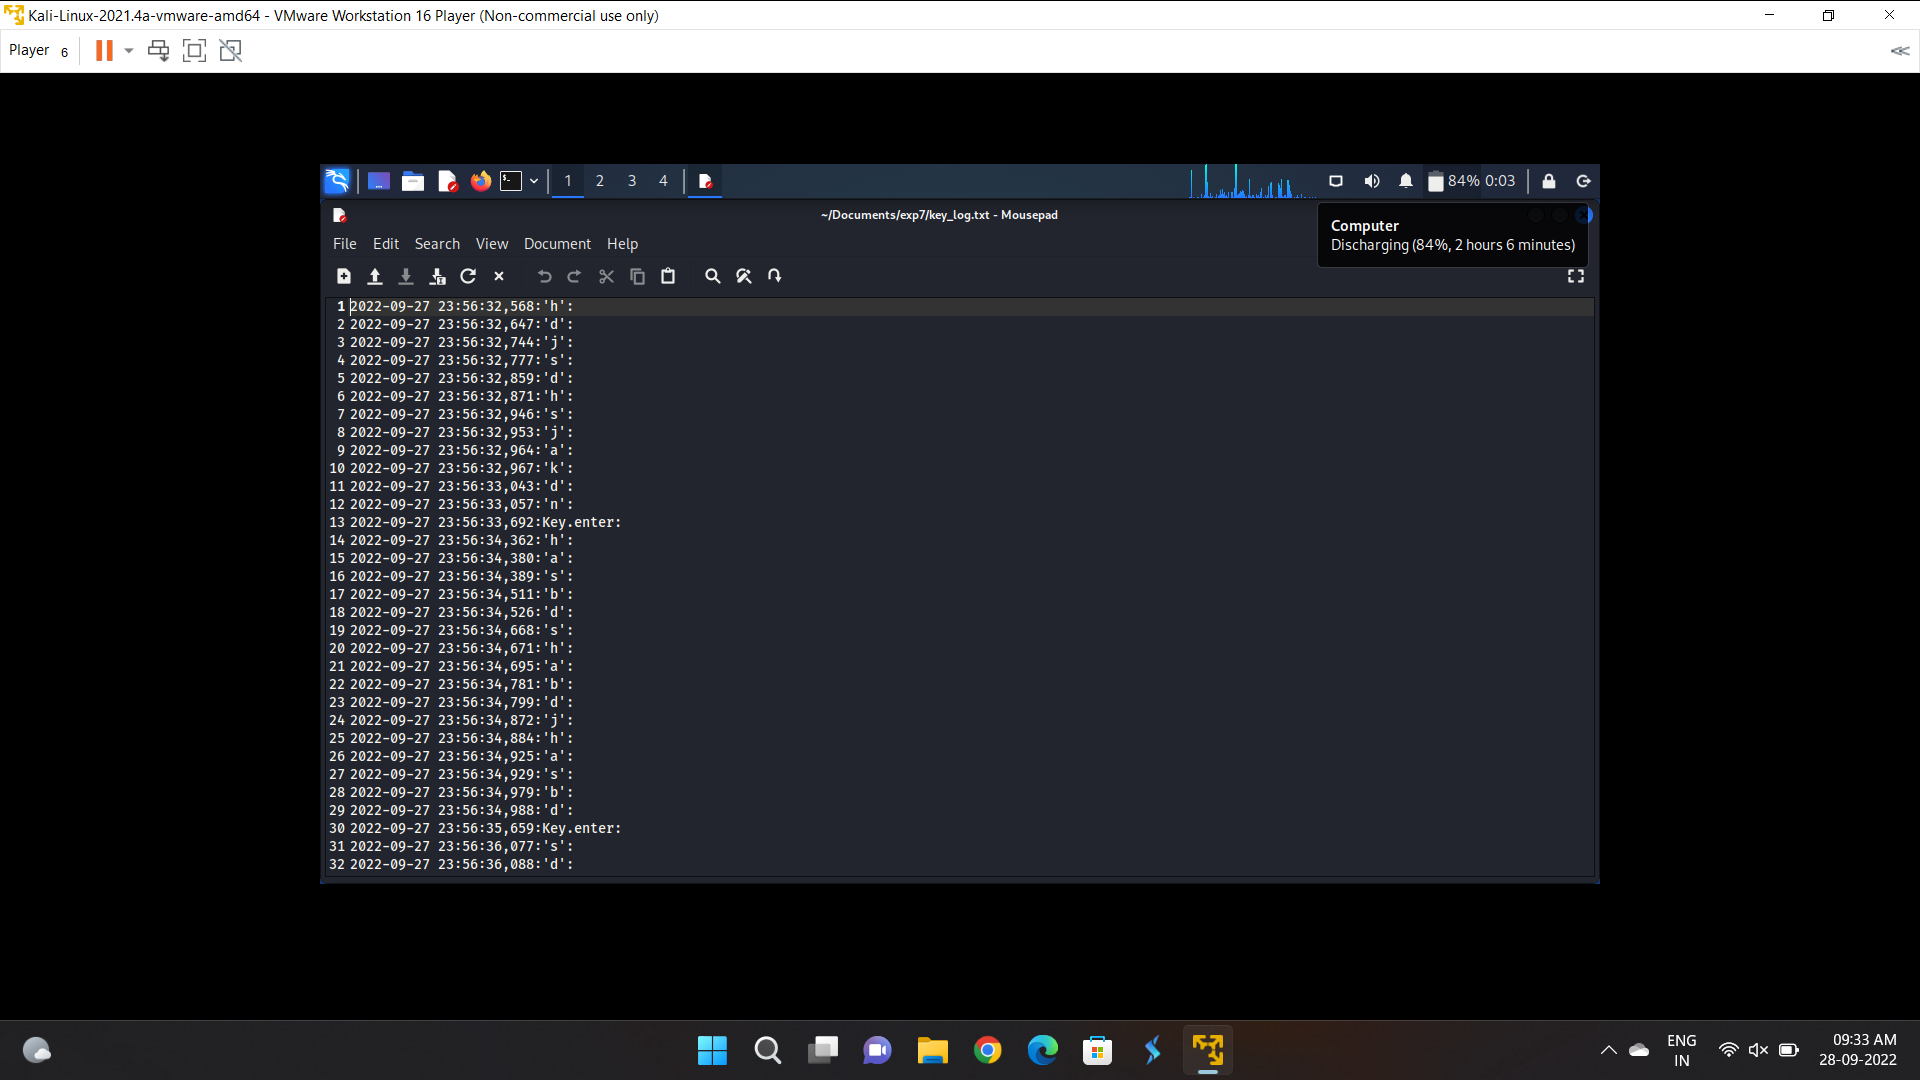 Kali-Linux-2021.4a-vmware-amd64 - VMware Workstation 16 Player (Non-commercial use only)
Player 6
1 2 3 4 84% 0:03
~/Documents/exp7/key_log.txt - Mousepad
Computer
Discharging (84%, 2 hours 6 minutes)
File Edit Search View Document Help
1 2022-09-27 23:56:32,568:'h':
2 2022-09-27 23:56:32,647:'d':
3 2022-09-27 23:56:32,744:'j':
4 2022-09-27 23:56:32,777:'s':
5 2022-09-27 23:56:32,859:'d':
6 2022-09-27 23:56:32,871:'h':
7 2022-09-27 23:56:32,946:'s':
8 2022-09-27 23:56:32,953:'j':
9 2022-09-27 23:56:32,964:'a':
10 2022-09-27 23:56:32,967:'k':
11 2022-09-27 23:56:33,043:'d':
12 2022-09-27 23:56:33,057:'n':
13 2022-09-27 23:56:33,692:Key.enter:
14 2022-09-27 23:56:34,362:'h':
15 2022-09-27 23:56:34,380:'a':
16 2022-09-27 23:56:34,389:'s':
17 2022-09-27 23:56:34,511:'b':
18 2022-09-27 23:56:34,526:'d':
19 2022-09-27 23:56:34,668:'s':
20 2022-09-27 23:56:34,671:'h':
21 2022-09-27 23:56:34,695:'a':
22 2022-09-27 23:56:34,781:'b':
23 2022-09-27 23:56:34,799:'d':
24 2022-09-27 23:56:34,872:'j':
25 2022-09-27 23:56:34,884:'h':
26 2022-09-27 23:56:34,925:'a':
27 2022-09-27 23:56:34,929:'s':
28 2022-09-27 23:56:34,979:'b':
29 2022-09-27 23:56:34,988:'d':
30 2022-09-27 23:56:35,659:Key.enter:
31 2022-09-27 23:56:36,077:'s':
32 2022-09-27 23:56:36,088:'d':
ENG
IN
09:33 AM
28-09-2022